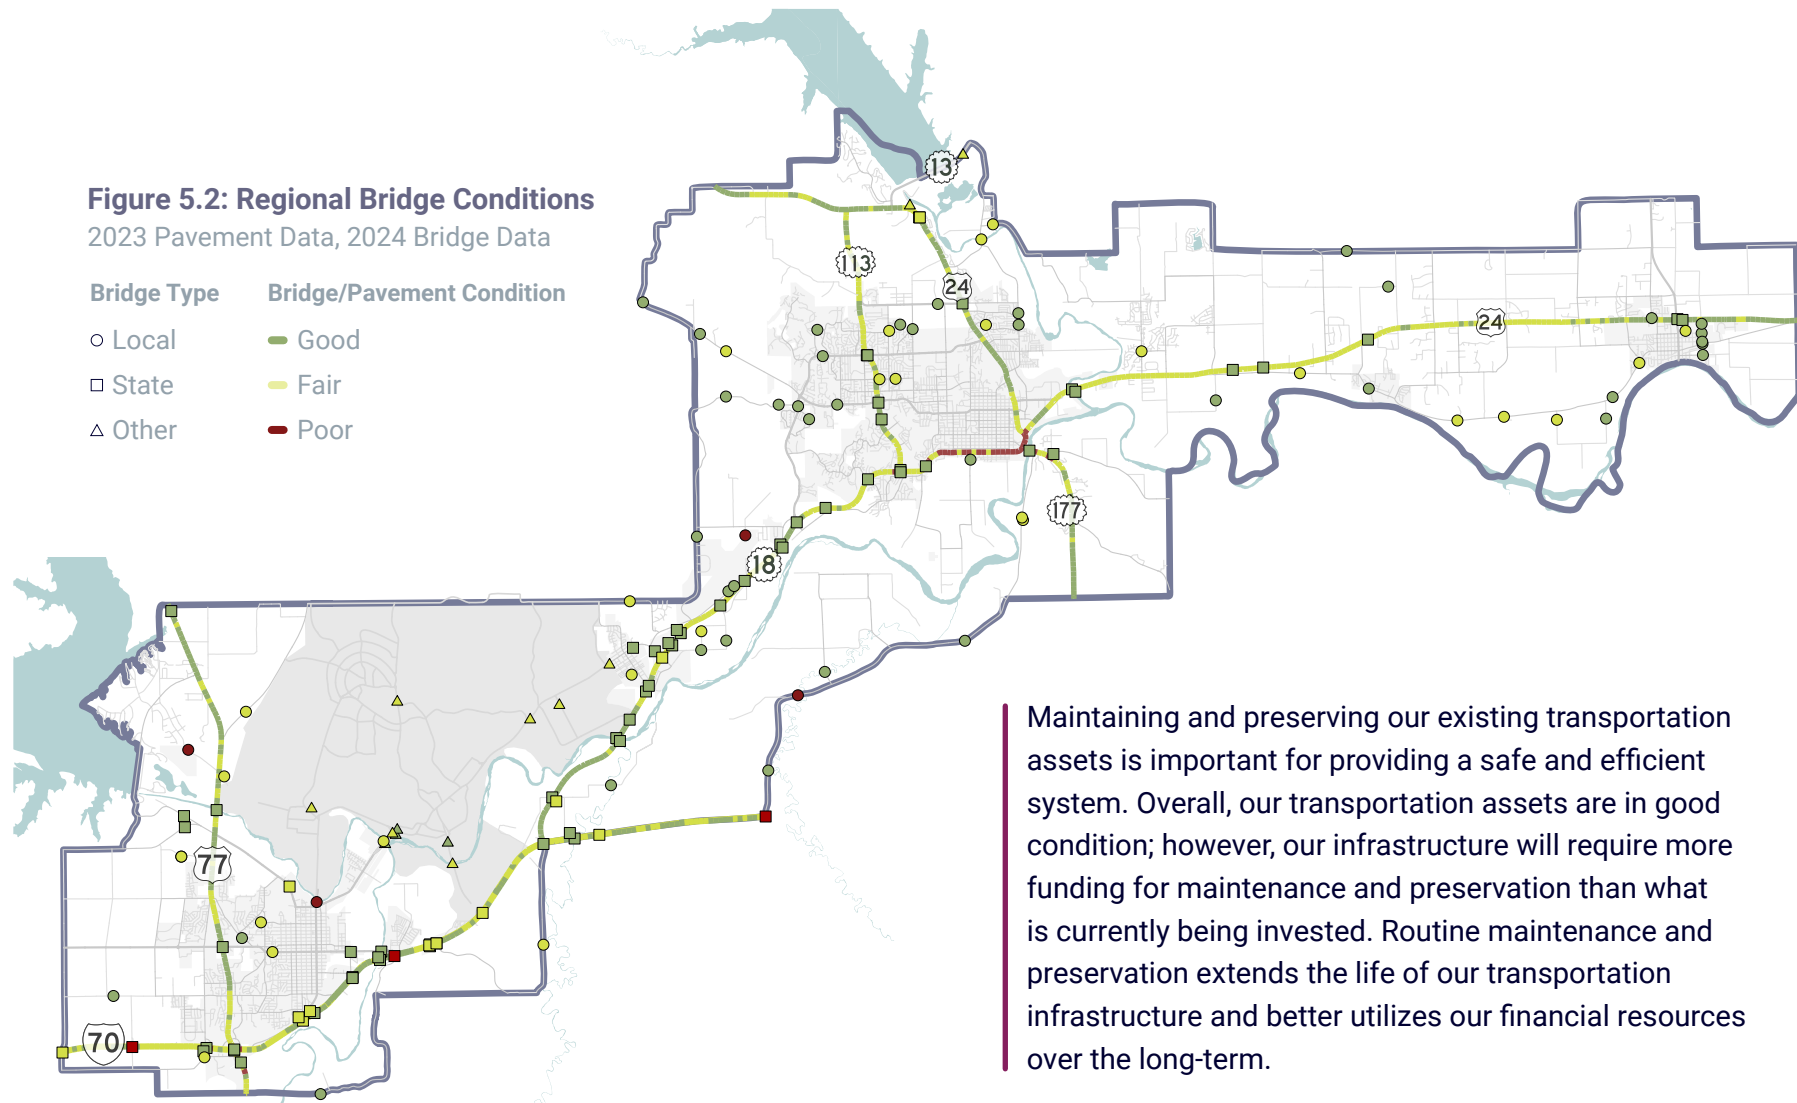 Figure 5.2: Regional Bridge Conditions
2023 Pavement Data, 2024 Bridge Data
Bridge Type
Bridge/Pavement Condition
Local
Good
State
Fair
Other
Poor
13
113
24
24
177
18
77
70
Maintaining and preserving our existing transportation
assets is important for providing a safe and efficient
system. Overall, our transportation assets are in good
condition; however, our infrastructure will require more
funding for maintenance and preservation than what
is currently being invested. Routine maintenance and
preservation extends the life of our transportation
infrastructure and better utilizes our financial resources
over the long-term.